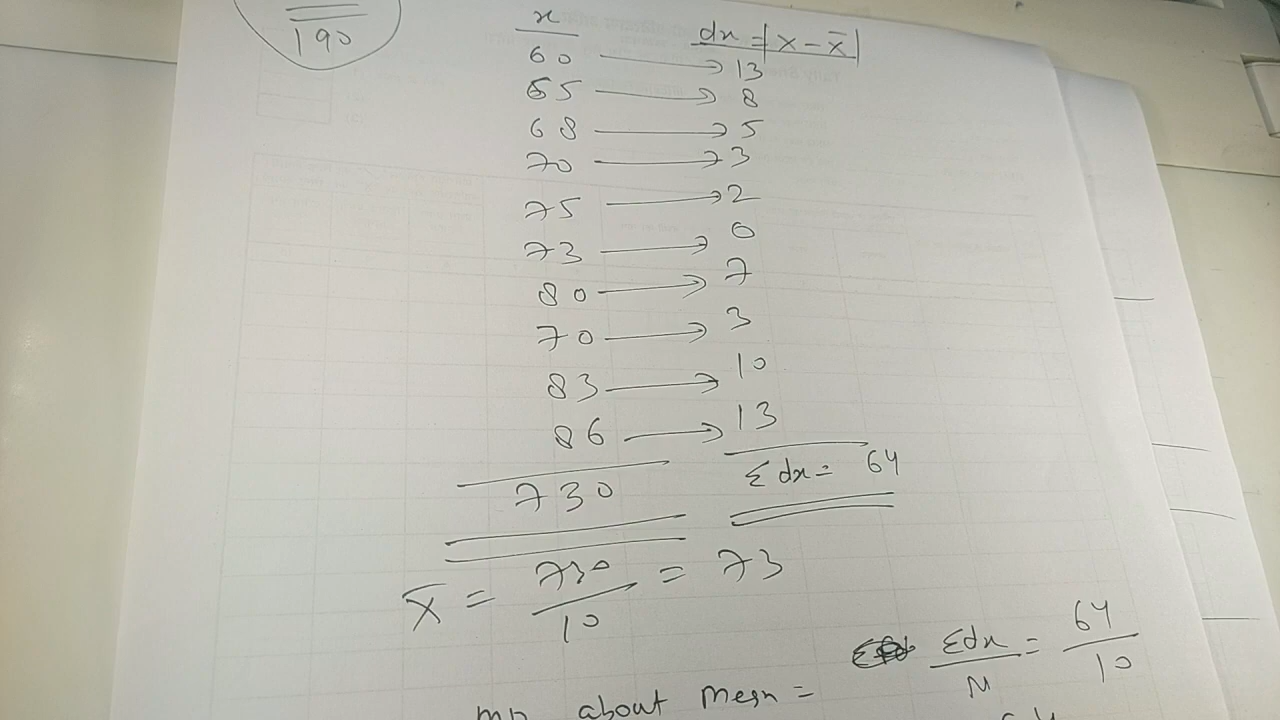 190
x dx = |x - x̄|
60 → 13
65 → 8
68 → 5
70 → 3
75 → 2
73 → 0
80 → 7
70 → 3
83 → 10
86 → 13
730 Σdx = 64
x̄ = 730/10 = 73
MD about mean = Σdx/N = 64/10